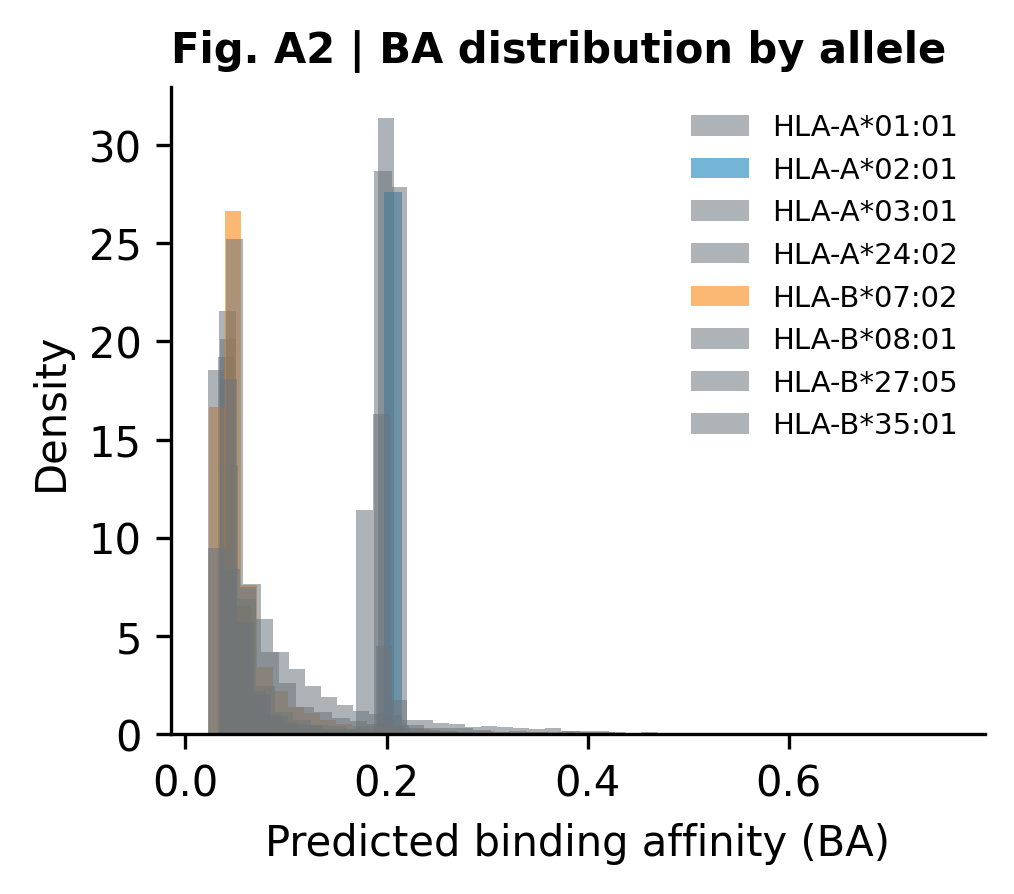 Fig. A2 | BA distribution by allele
30
25
20
15
10
5
0
Density
HLA-A*01:01
HLA-A*02:01
HLA-A*03:01
HLA-A*24:02
HLA-B*07:02
HLA-B*08:01
HLA-B*27:05
HLA-B*35:01
0.0 0.2 0.4 0.6
Predicted binding affinity (BA)